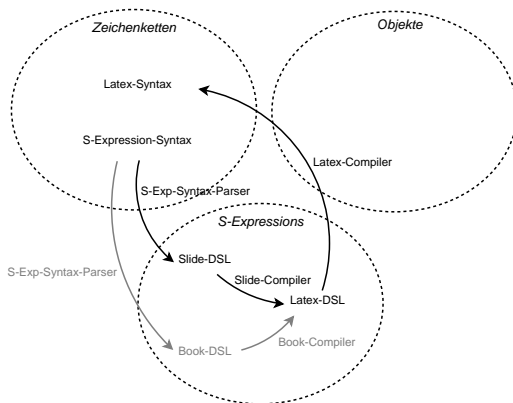 Zeichenketten
Objekte
Latex-Syntax
S-Expression-Syntax
Latex-Compiler
S-Exp-Syntax-Parser
S-Expressions
Slide-DSL
S-Exp-Syntax-Parser
Slide-Compiler
Latex-DSL
Book-DSL
Book-Compiler